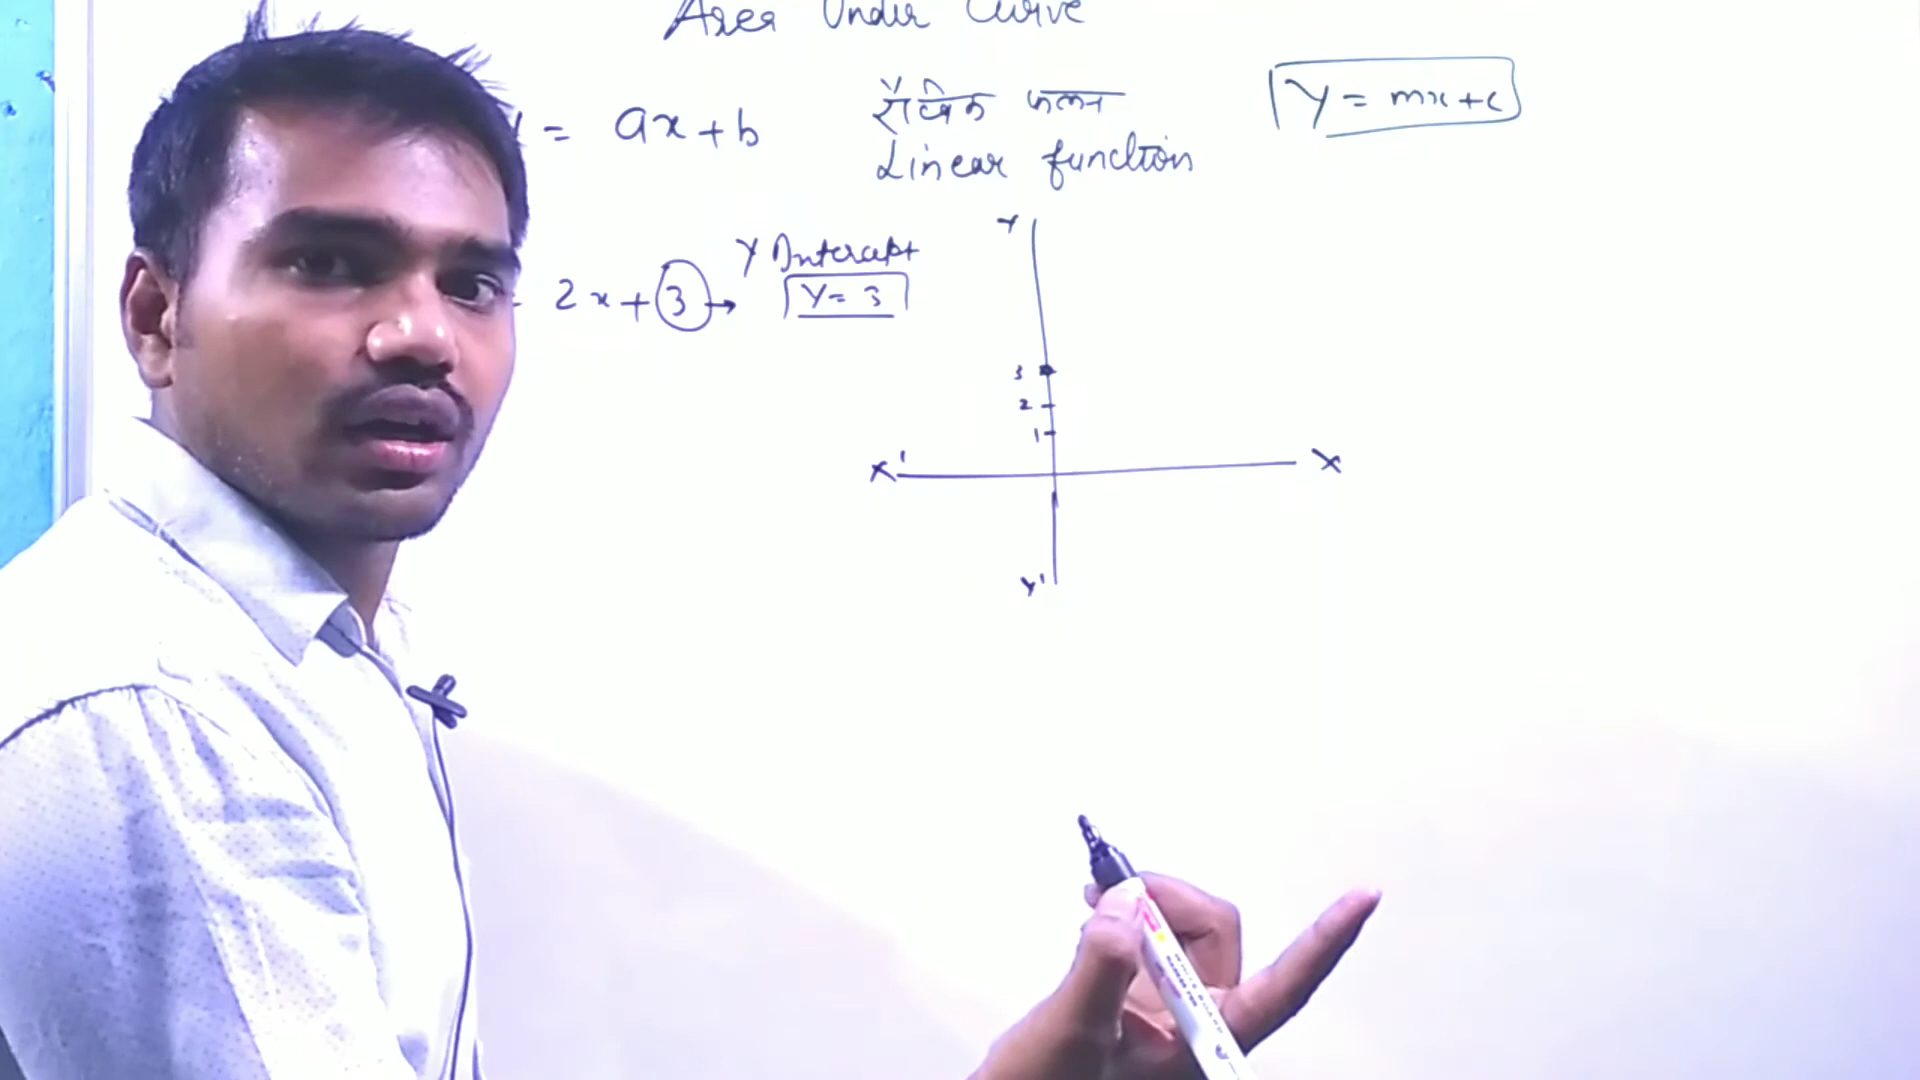 Area Under Curve
= ax+b
रैखिक फलन
Linear function
Y = mx+c
2x+3 →
Y Intercept
Y= 3
Y
3
2
1
X'
X
Y'